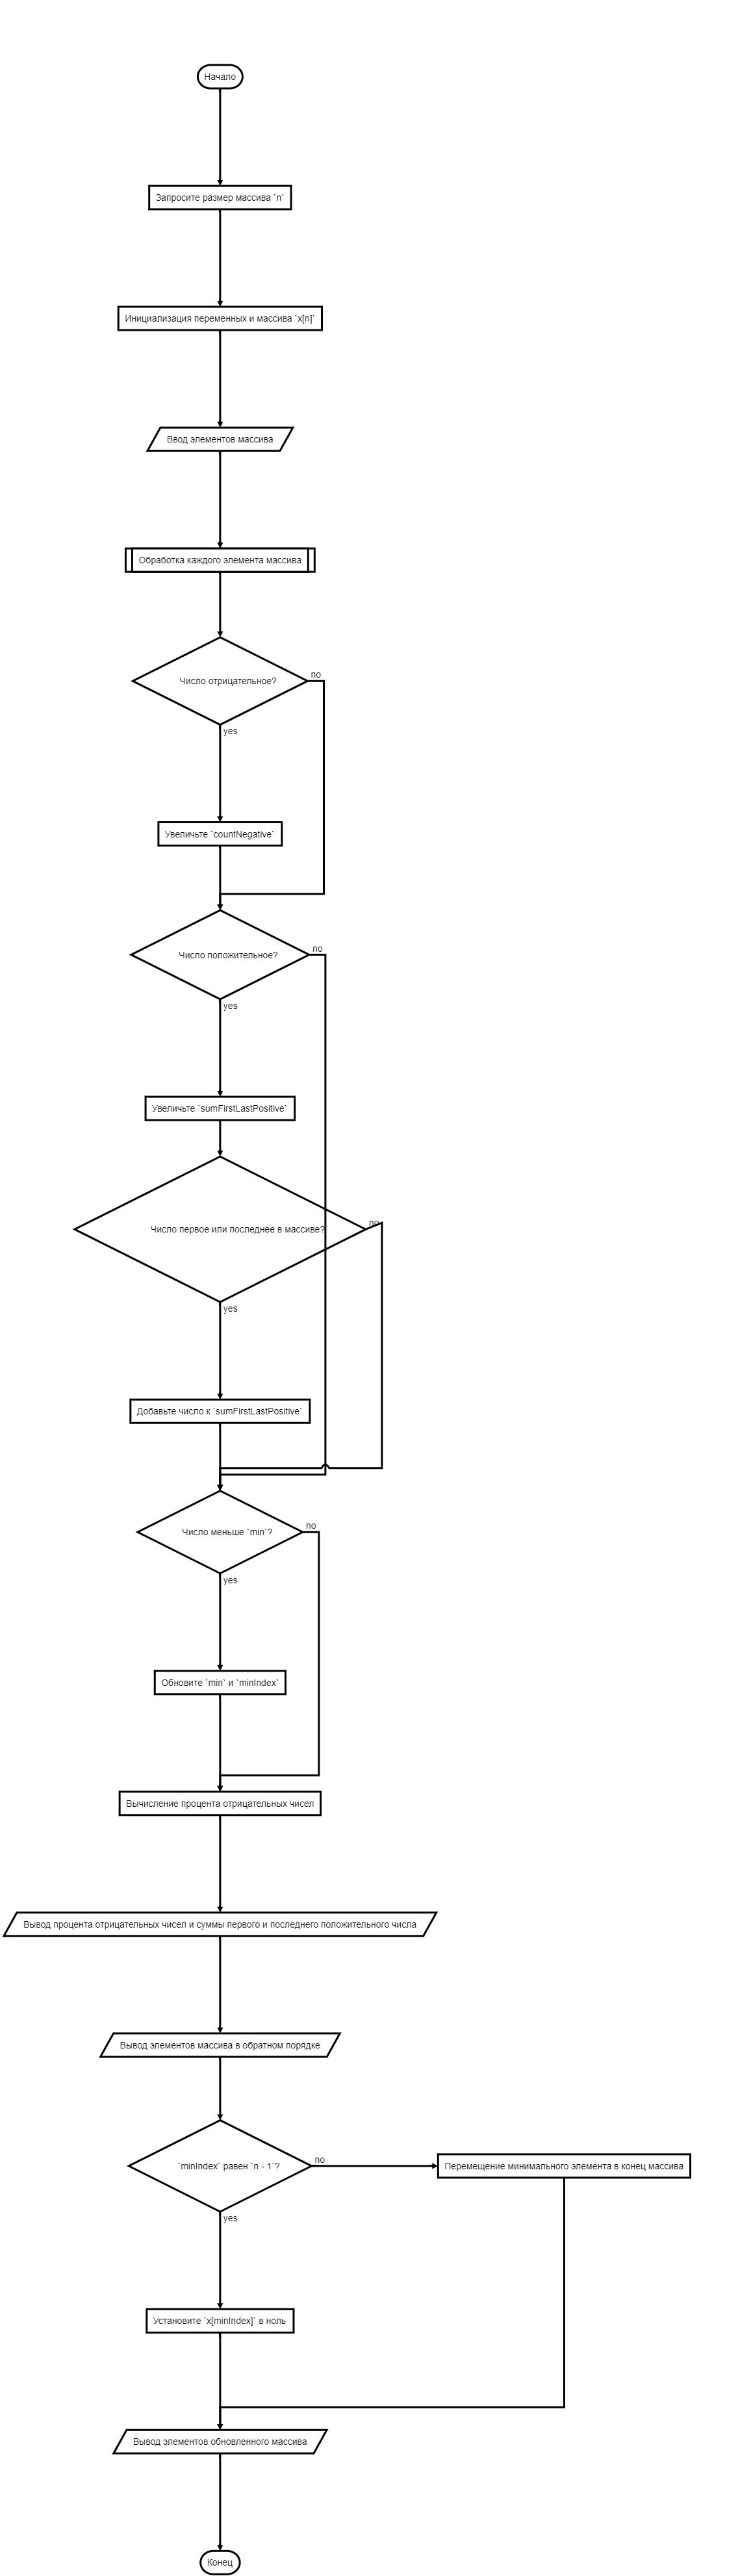 Начало
Запросите размер массива `n`
Инициализация переменных и массива `x[n]`
Ввод элементов массива
Обработка каждого элемента массива
Число отрицательное?
no
yes
Увеличьте `countNegative`
Число положительное?
no
yes
Увеличьте `sumFirstLastPositive`
Число первое или последнее в массиве?
no
yes
Добавьте число к `sumFirstLastPositive`
Число меньше `min`?
no
yes
Обновите `min` и `minIndex`
Вычисление процента отрицательных чисел
Вывод процента отрицательных чисел и суммы первого и последнего положительного числа
Вывод элементов массива в обратном порядке
`minIndex` равен `n - 1`?
no
Перемещение минимального элемента в конец массива
yes
Установите `x[minIndex]` в ноль
Вывод элементов обновленного массива
Конец